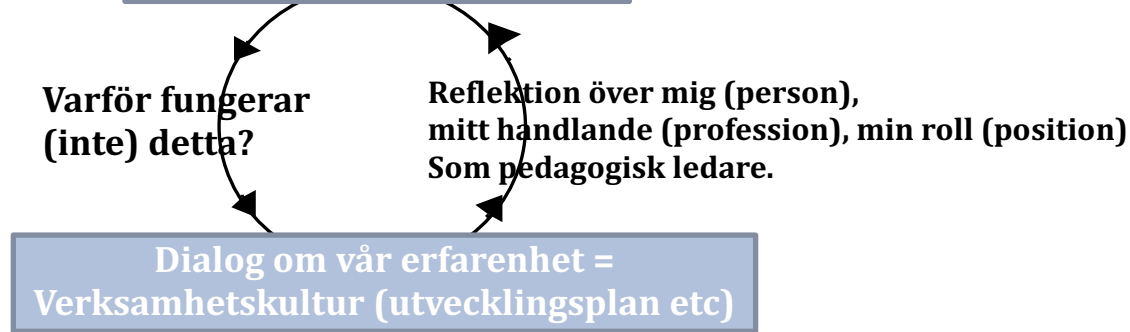 Varför fungerar
(inte) detta?
Reflektion över mig (person),
mitt handlande (profession), min roll (position)
Som pedagogisk ledare.
Dialog om vår erfarenhet =
Verksamhetskultur (utvecklingsplan etc)